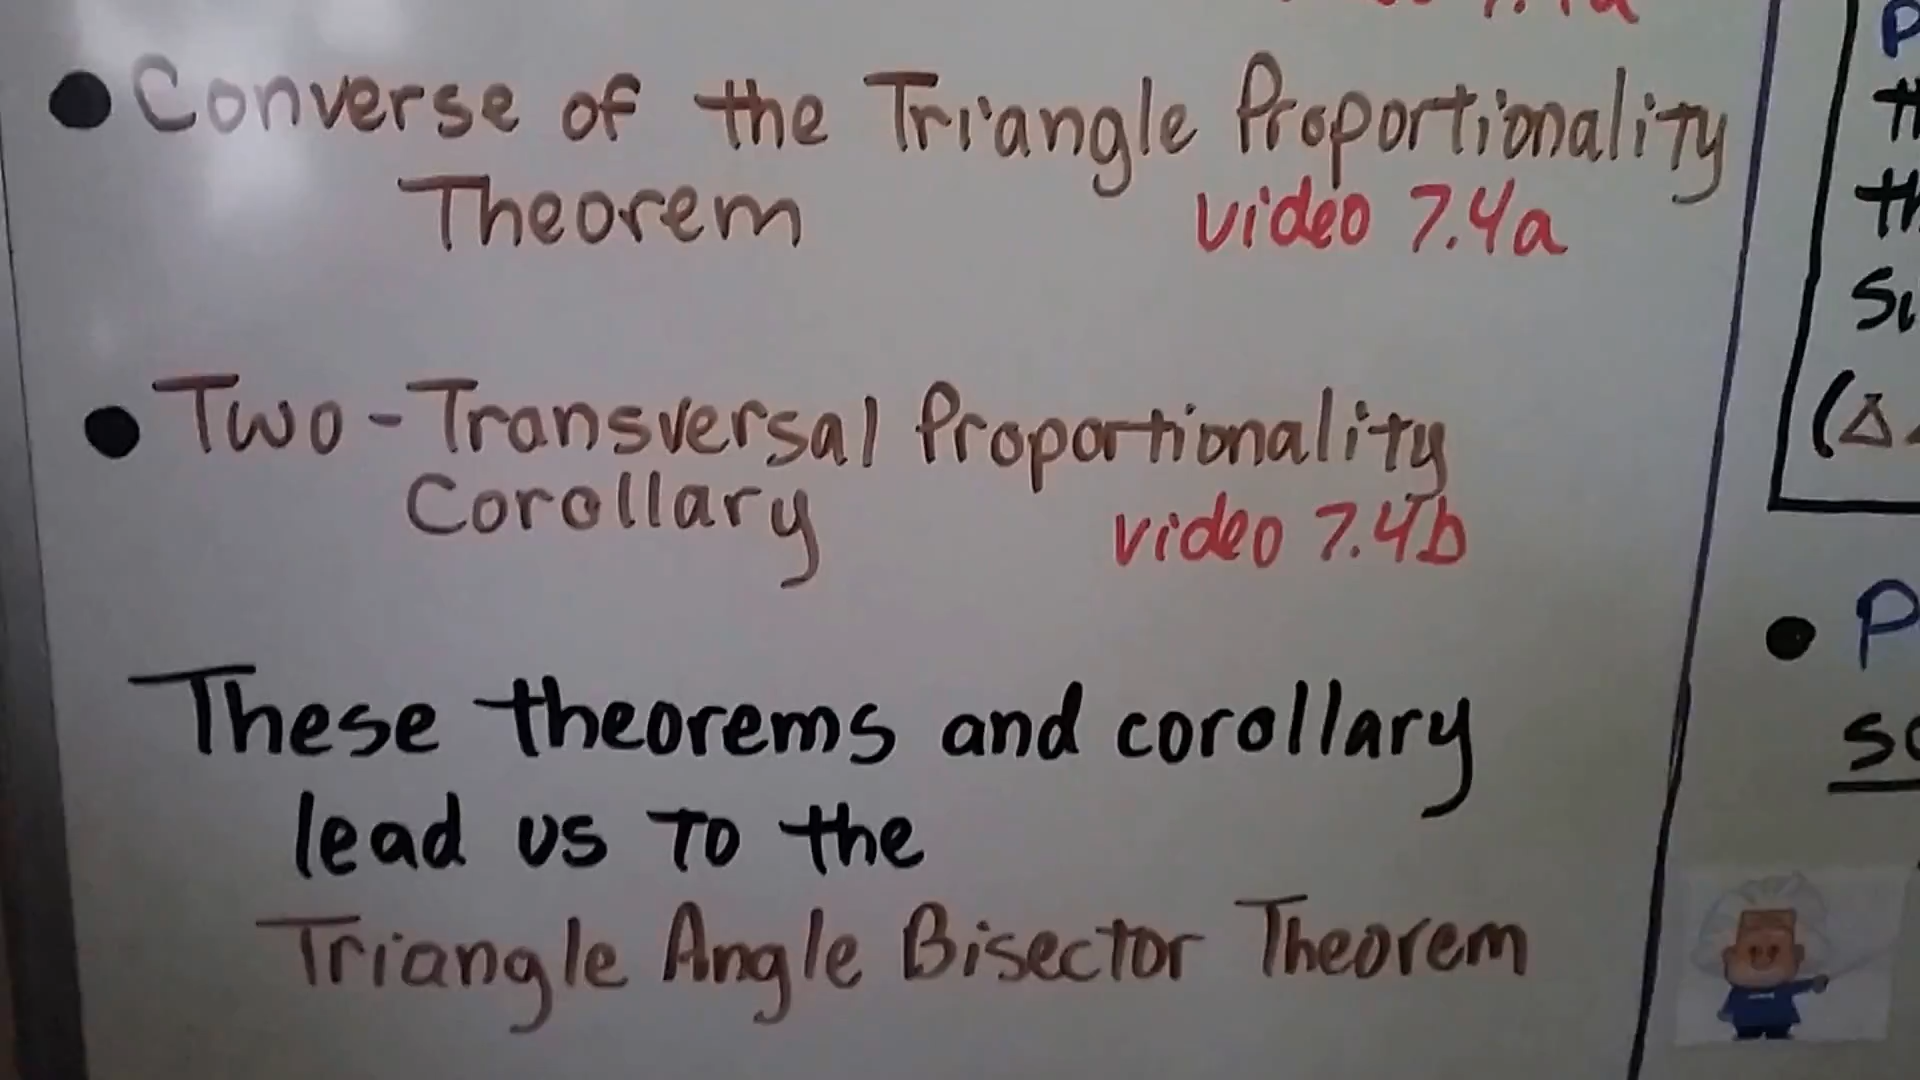 • Converse of the Triangle Proportionality
Theorem video 7.4a
• Two-Transversal Proportionality
Corollary video 7.4b
These theorems and corollary
lead us to the
Triangle Angle Bisector Theorem